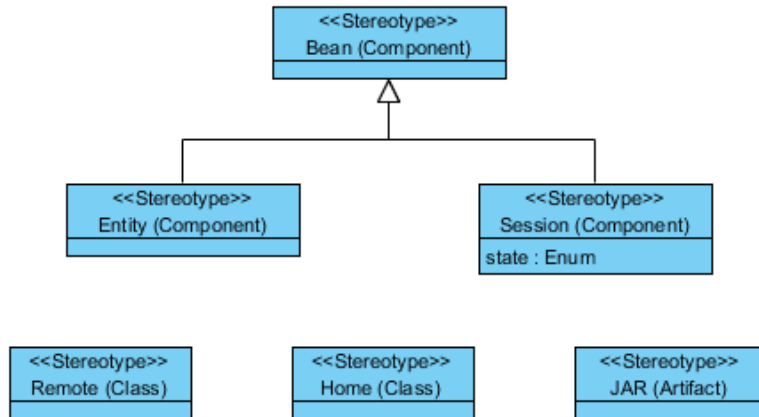 <<Stereotype>>
Bean (Component)
<<Stereotype>>
Entity (Component)
<<Stereotype>>
Session (Component)
state : Enum
<<Stereotype>>
Remote (Class)
<<Stereotype>>
Home (Class)
<<Stereotype>>
JAR (Artifact)